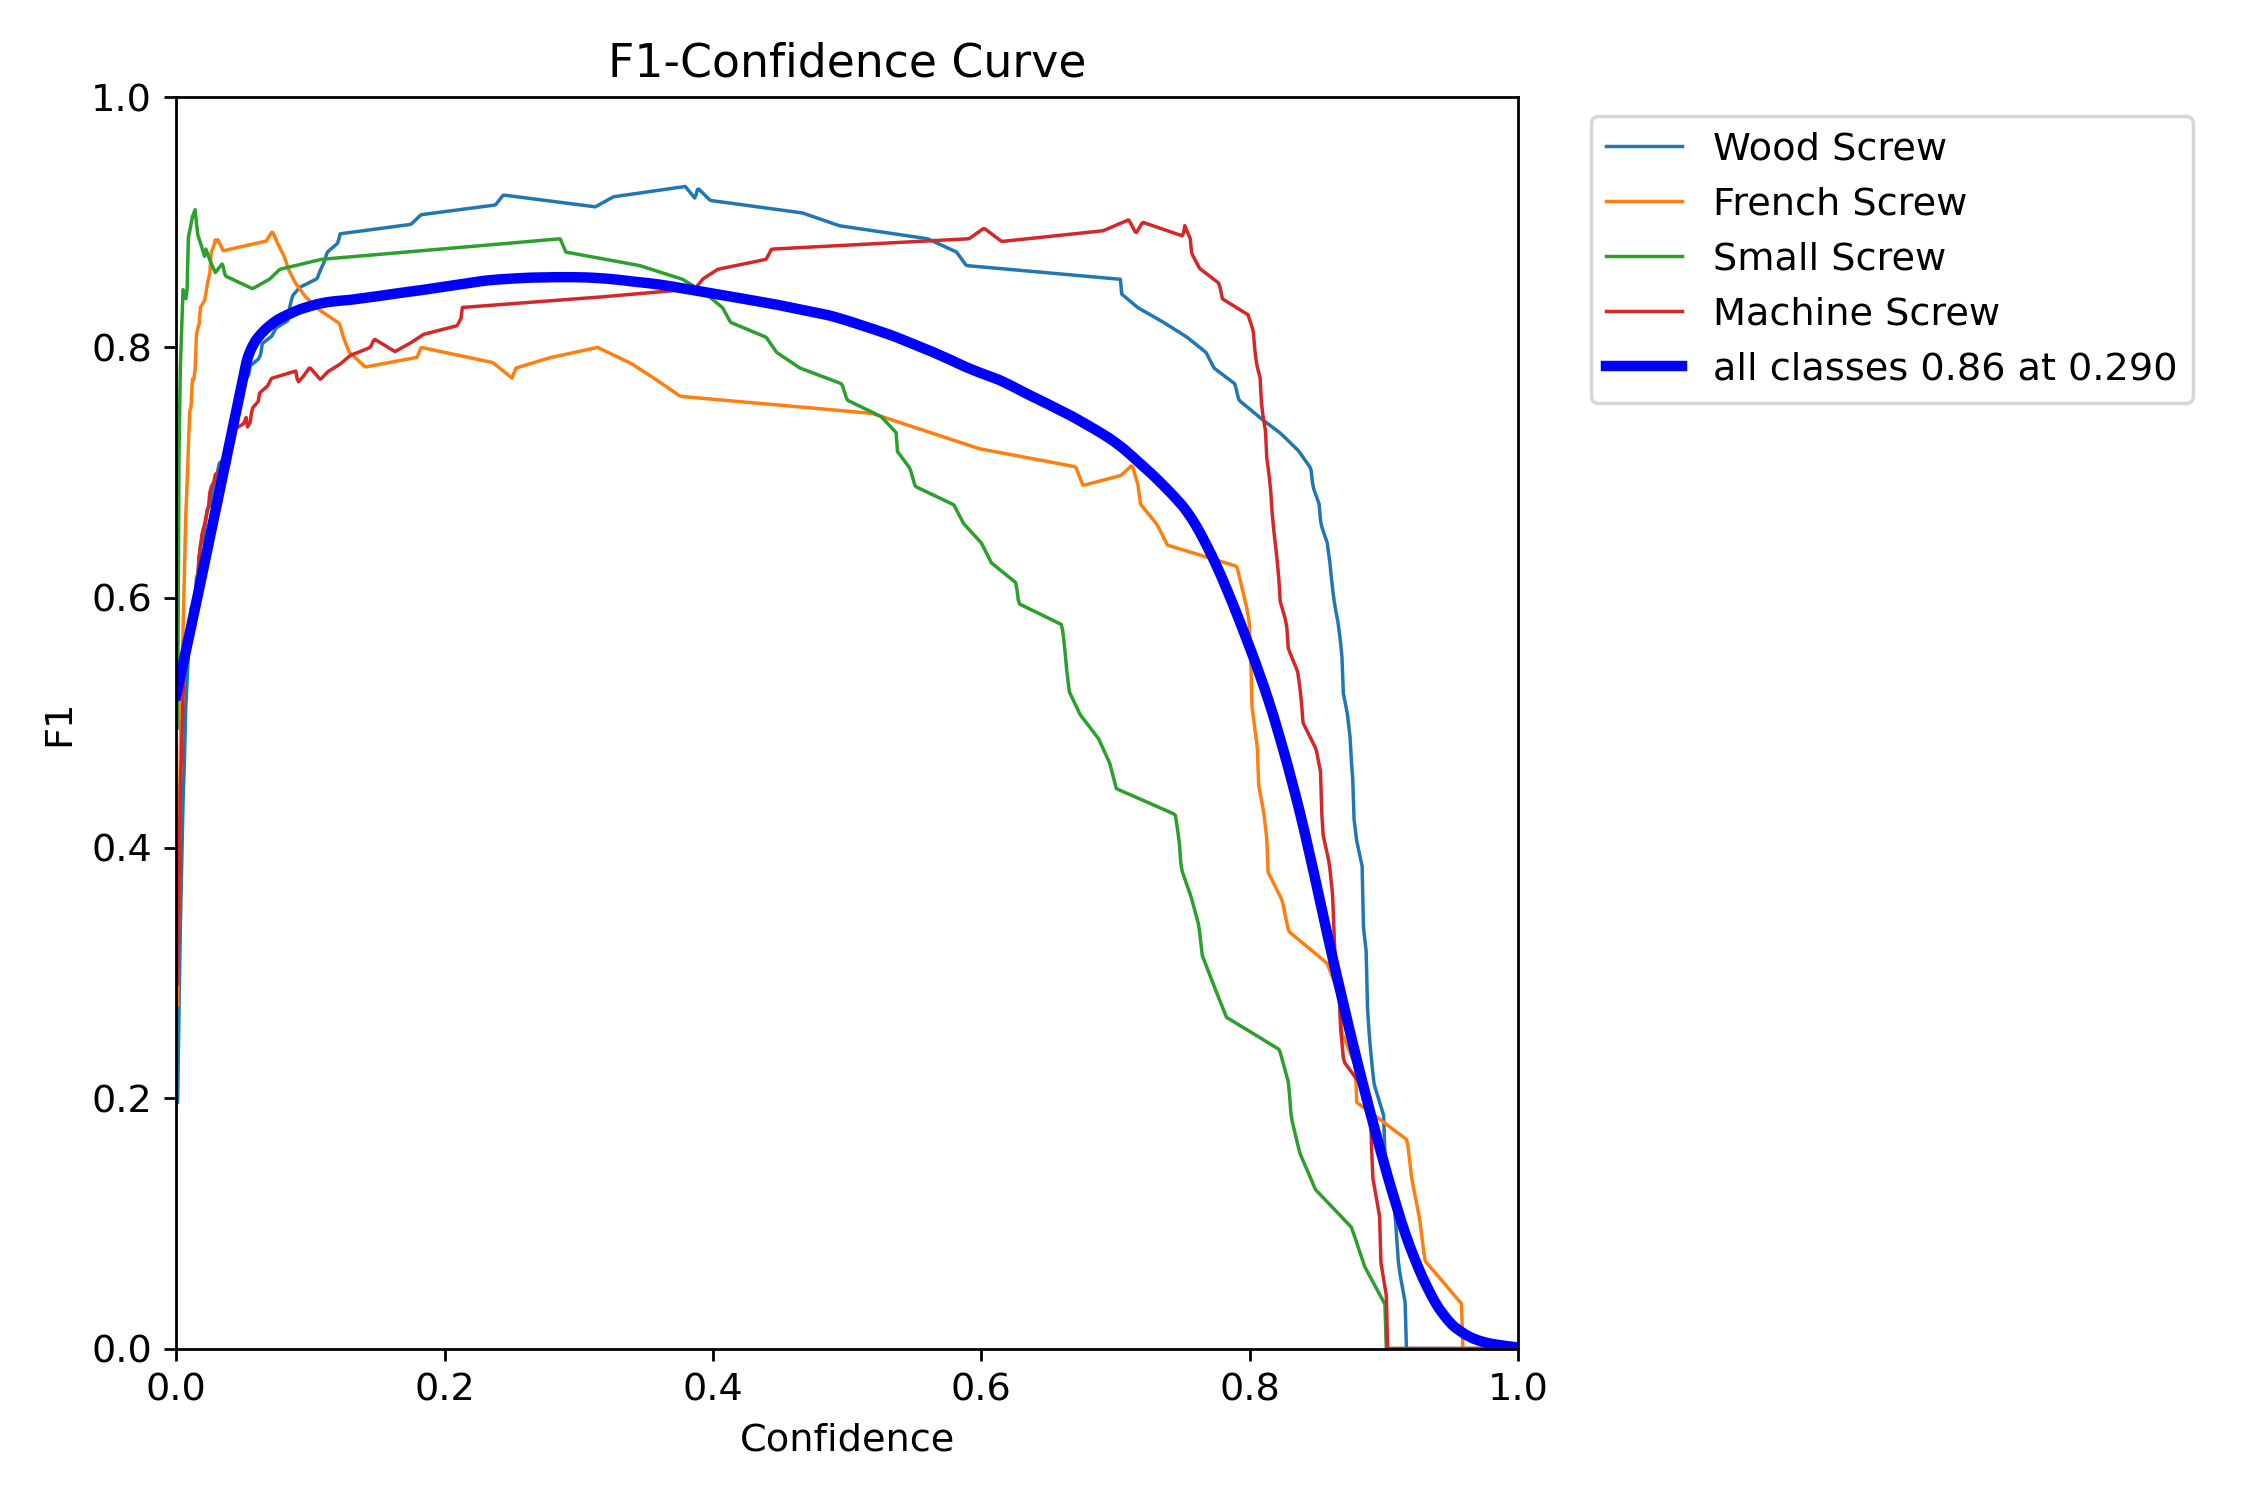 F1-Confidence Curve
1.0
0.8
0.6
0.4
0.2
0.0
F1
0.0 0.2 0.4 0.6 0.8 1.0
Confidence
Wood Screw
French Screw
Small Screw
Machine Screw
all classes 0.86 at 0.290